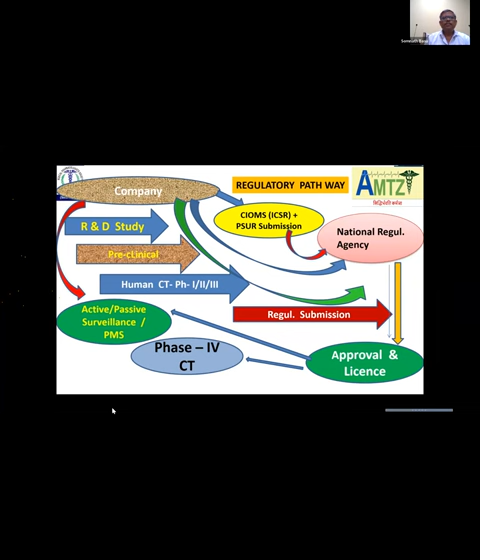 Company
REGULATORY PATH WAY
AMTZ
R & D Study
CIOMS (ICSR) +
PSUR Submission
National Regul.
Agency
Pre-clinical
Human CT- Ph- I/II/III
Active/Passive
Surveillance /
PMS
Regul. Submission
Phase – IV
CT
Approval &
Licence